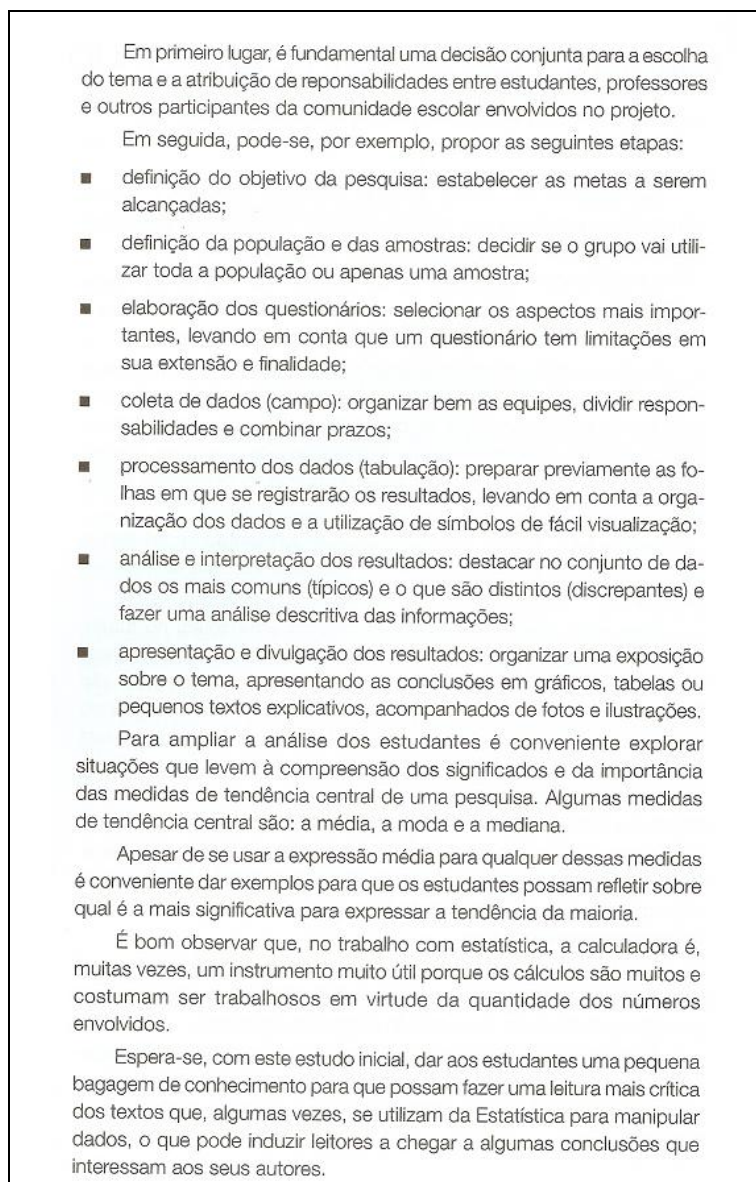 Em primeiro lugar, é fundamental uma decisão conjunta para a escolha
do tema e a atribuição de reponsabilidades entre estudantes, professores
e outros participantes da comunidade escolar envolvidos no projeto.
Em seguida, pode-se, por exemplo, propor as seguintes etapas:
■ definição do objetivo da pesquisa: estabelecer as metas a serem
alcançadas;
■ definição da população e das amostras: decidir se o grupo vai utili-
zar toda a população ou apenas uma amostra;
■ elaboração dos questionários: selecionar os aspectos mais impor-
tantes, levando em conta que um questionário tem limitações em
sua extensão e finalidade;
■ coleta de dados (campo): organizar bem as equipes, dividir respon-
sabilidades e combinar prazos;
■ processamento dos dados (tabulação): preparar previamente as fo-
lhas em que se registrarão os resultados, levando em conta a orga-
nização dos dados e a utilização de símbolos de fácil visualização;
■ análise e interpretação dos resultados: destacar no conjunto de da-
dos os mais comuns (típicos) e o que são distintos (discrepantes) e
fazer uma análise descritiva das informações;
■ apresentação e divulgação dos resultados: organizar uma exposição
sobre o tema, apresentando as conclusões em gráficos, tabelas ou
pequenos textos explicativos, acompanhados de fotos e ilustrações.
Para ampliar a análise dos estudantes é conveniente explorar
situações que levem à compreensão dos significados e da importância
das medidas de tendência central de uma pesquisa. Algumas medidas
de tendência central são: a média, a moda e a mediana.
Apesar de se usar a expressão média para qualquer dessas medidas
é conveniente dar exemplos para que os estudantes possam refletir sobre
qual é a mais significativa para expressar a tendência da maioria.
É bom observar que, no trabalho com estatística, a calculadora é,
muitas vezes, um instrumento muito útil porque os cálculos são muitos e
costumam ser trabalhosos em virtude da quantidade dos números
envolvidos.
Espera-se, com este estudo inicial, dar aos estudantes uma pequena
bagagem de conhecimento para que possam fazer uma leitura mais crítica
dos textos que, algumas vezes, se utilizam da Estatística para manipular
dados, o que pode induzir leitores a chegar a algumas conclusões que
interessam aos seus autores.